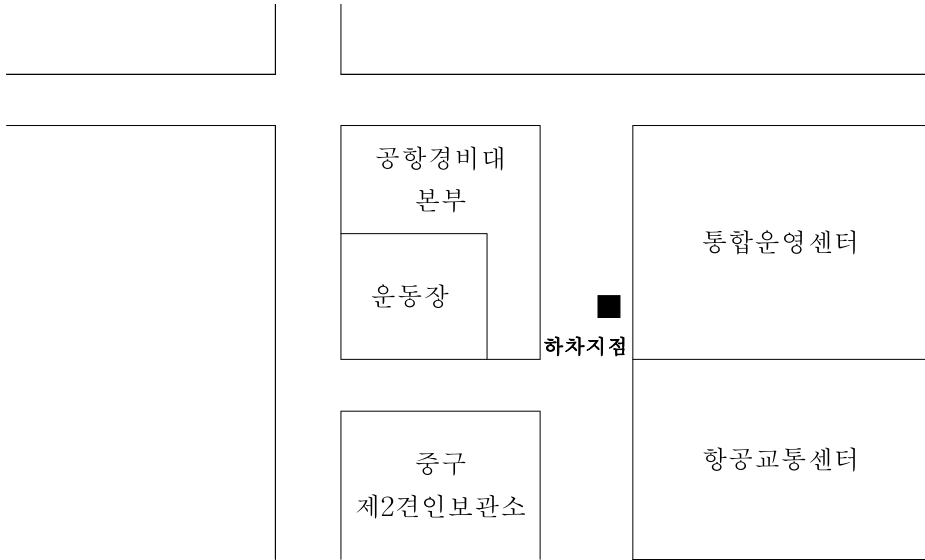 공항경비대
본부
통합운영센터
운동장
하차지점
중구
제2견인보관소
항공교통센터